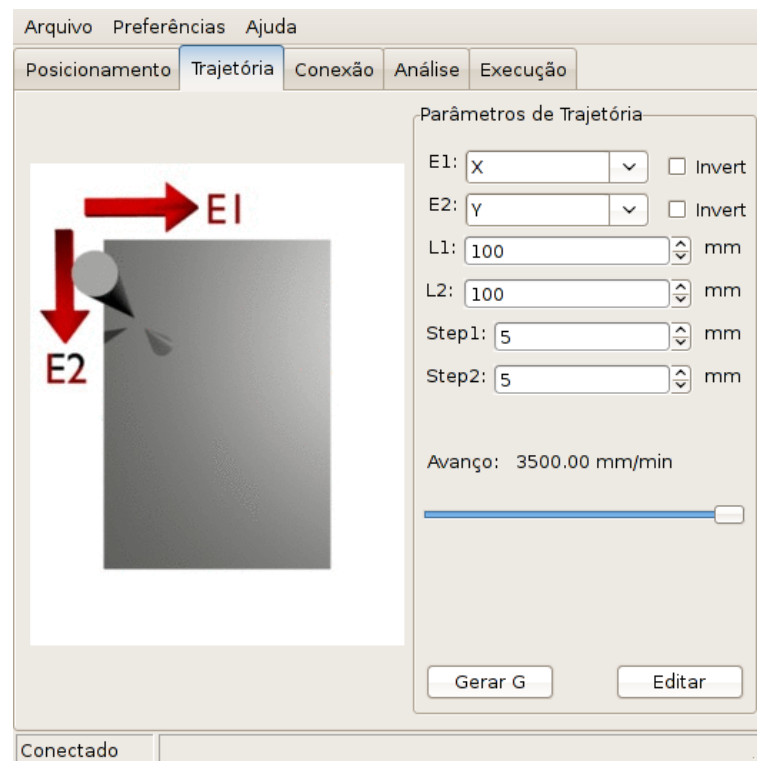 Arquivo Preferências Ajuda
Posicionamento Trajetória Conexão Análise Execução
Parâmetros de Trajetória
E1: X Invert
E2: Y Invert
L1: 100 mm
L2: 100 mm
Step1: 5 mm
Step2: 5 mm
Avanço: 3500.00 mm/min
Gerar G Editar
E1
E2
Conectado